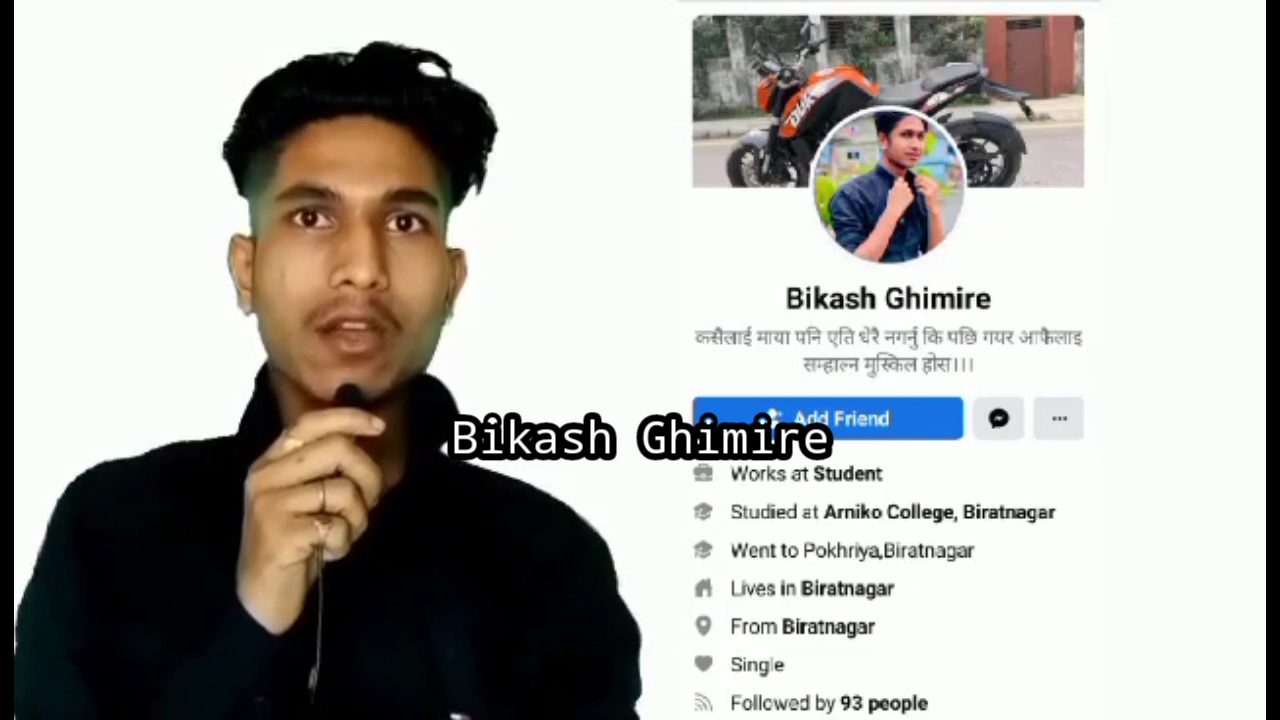 DUKE
Bikash Ghimire
कसैलाई माया पनि एति धेरै नगर्नु कि पछि गयर आफैलाइ
सम्हाल्न मुस्किल होस।।।
Add Friend
Bikash Ghimire
Works at Student
Studied at Arniko College, Biratnagar
Went to Pokhriya,Biratnagar
Lives in Biratnagar
From Biratnagar
Single
Followed by 93 people